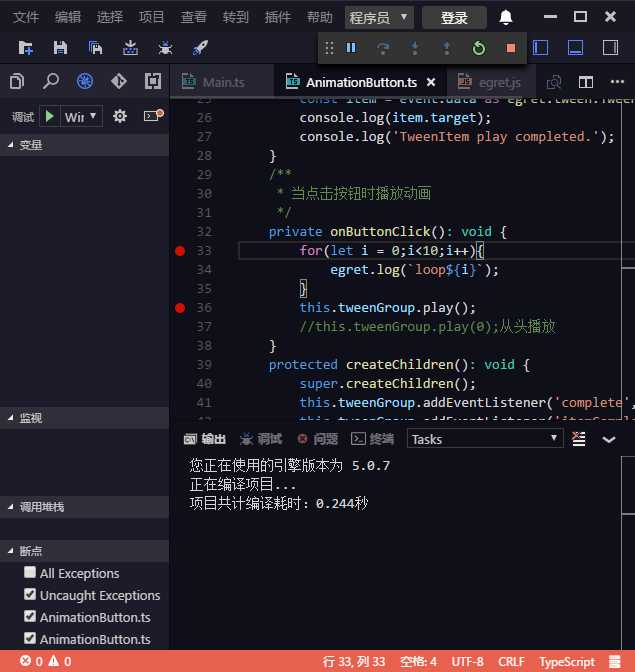 文件 编辑 选择 项目 查看 转到 插件 帮助 程序员 登录
Main.ts AnimationButton.ts egret.js
调试 Wir
变量
监视
调用堆栈
断点
All Exceptions
Uncaught Exceptions
AnimationButton.ts
AnimationButton.ts
25 const item = event.data as egret.tween.Tween
26 console.log(item.target);
27 console.log('TweenItem play completed.');
28 }
29 /**
30 * 当点击按钮时播放动画
31 */
32 private onButtonClick(): void {
33 for(let i = 0;i<10;i++){
34 egret.log(`loop${i}`);
35 }
36 this.tweenGroup.play();
37 //this.tweenGroup.play(0);从头播放
38 }
39 protected createChildren(): void {
40 super.createChildren();
41 this.tweenGroup.addEventListener('complete',
42 this.tweenGroup.addEventListener('itemComple
输出 调试 问题 终端 Tasks
您正在使用的引擎版本为 5.0.7
正在编译项目...
项目共计编译耗时：0.244秒
0 0 行 33, 列 33 空格: 4 UTF-8 CRLF TypeScript